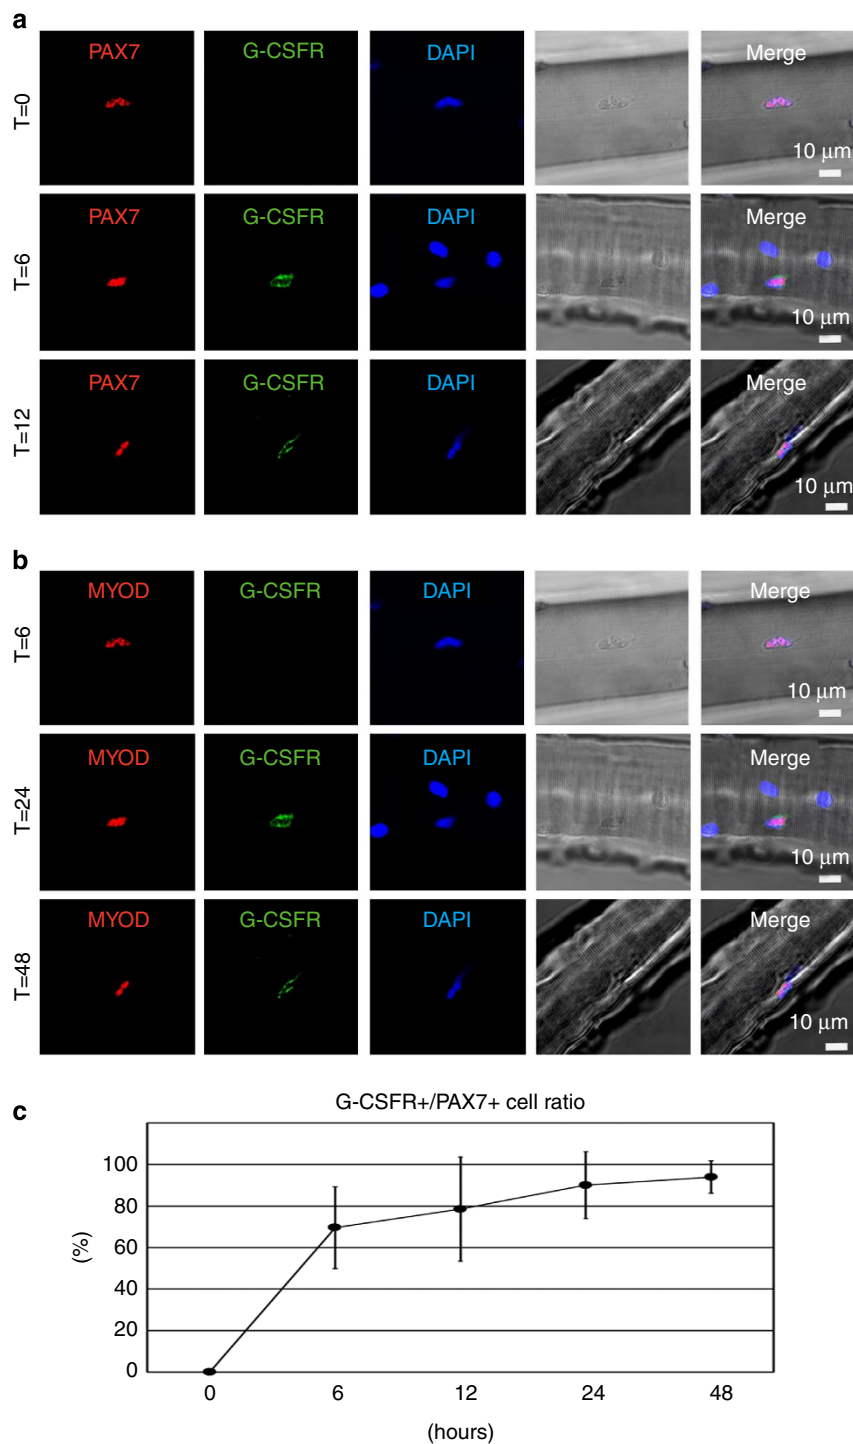 a
PAX7 G-CSFR DAPI Merge
T=0
10 μm
PAX7 G-CSFR DAPI Merge
T=6
10 μm
PAX7 G-CSFR DAPI Merge
T=12
10 μm
b
MYOD G-CSFR DAPI Merge
T=6
10 μm
MYOD G-CSFR DAPI Merge
T=24
10 μm
MYOD G-CSFR DAPI Merge
T=48
10 μm
c
G-CSFR+/PAX7+ cell ratio
100
80
60
40
20
0
(%)
0 6 12 24 48
(hours)